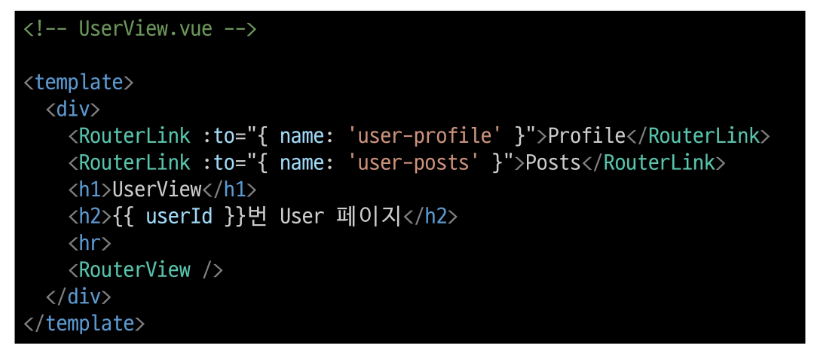 <!-- UserView.vue -->
<template>
  <div>
    <RouterLink :to="{ name: 'user-profile' }">Profile</RouterLink>
    <RouterLink :to="{ name: 'user-posts' }">Posts</RouterLink>
    <h1>UserView</h1>
    <h2>{{ userId }}번 User 페이지</h2>
    <hr>
    <RouterView />
  </div>
</template>